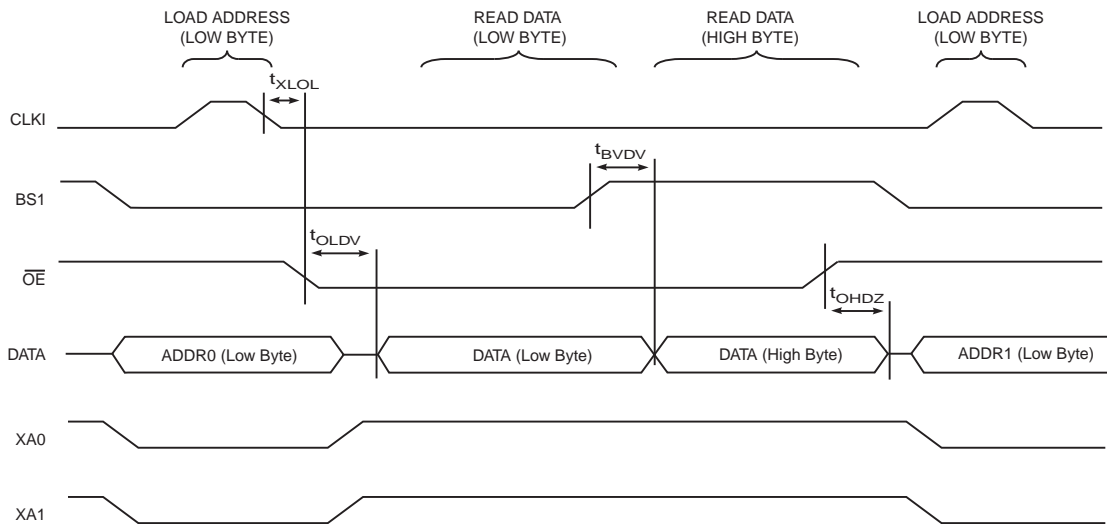 LOAD ADDRESS
(LOW BYTE)
READ DATA
(LOW BYTE)
READ DATA
(HIGH BYTE)
LOAD ADDRESS
(LOW BYTE)
tXLOL
CLKI
tBVDV
BS1
tOLDV
OE
tOHDZ
DATA
ADDR0 (Low Byte)
DATA (Low Byte)
DATA (High Byte)
ADDR1 (Low Byte)
XA0
XA1